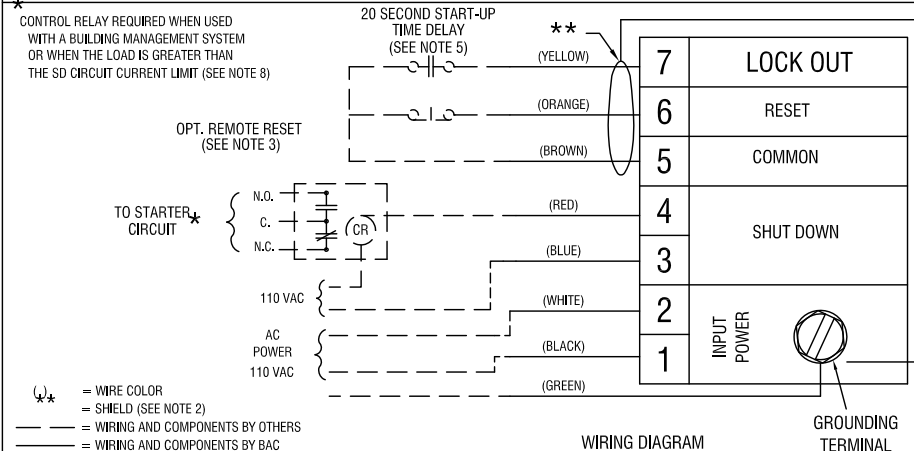 *
CONTROL RELAY REQUIRED WHEN USED
WITH A BUILDING MANAGEMENT SYSTEM
OR WHEN THE LOAD IS GREATER THAN
THE SD CIRCUIT CURRENT LIMIT (SEE NOTE 8)
20 SECOND START-UP
TIME DELAY
(SEE NOTE 5)
**
(YELLOW)
7 LOCK OUT
(ORANGE)
6 RESET
OPT. REMOTE RESET
(SEE NOTE 3)
(BROWN)
5 COMMON
N.O.
C.
N.C.
TO STARTER *
CIRCUIT
CR
(RED)
4
SHUT DOWN
(BLUE)
3
110 VAC
(WHITE)
2
AC
POWER
110 VAC
(BLACK)
1
INPUT
POWER
(GREEN)
( ) = WIRE COLOR
** = SHIELD (SEE NOTE 2)
= WIRING AND COMPONENTS BY OTHERS
= WIRING AND COMPONENTS BY BAC
WIRING DIAGRAM
GROUNDING
TERMINAL